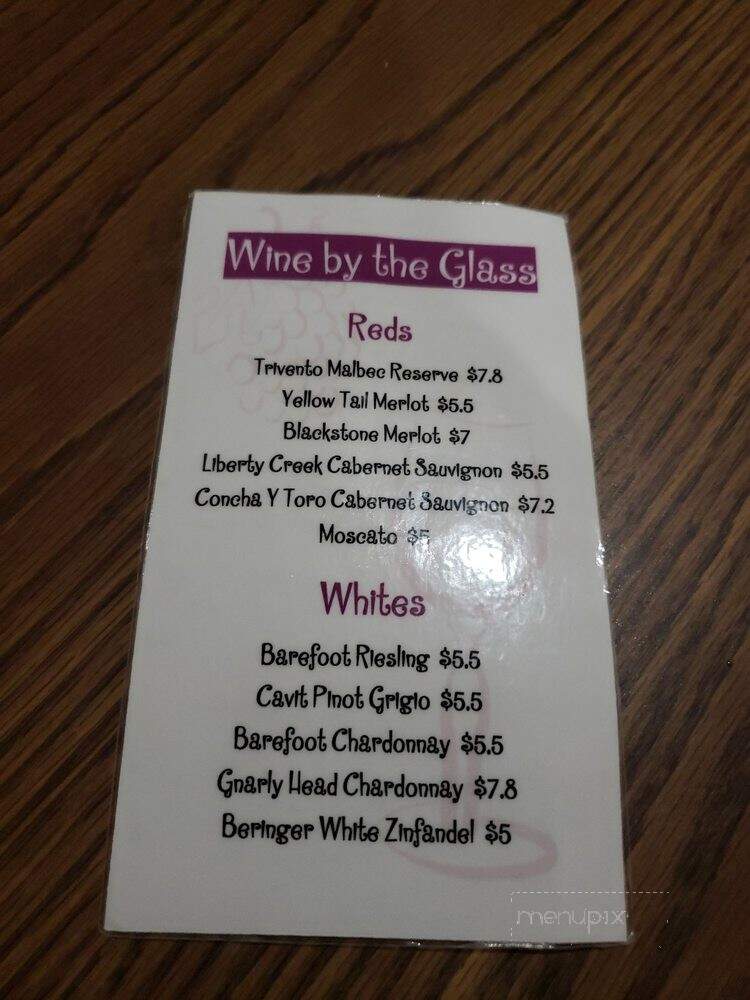 Wine by the Glass
Reds
Trivento Malbec Reserve $7.8
Yellow Tail Merlot $5.5
Blackstone Merlot $7
Liberty Creek Cabernet Sauvignon $5.5
Concha Y Toro Cabernet Sauvignon $7.2
Moscato $5
Whites
Barefoot Riesling $5.5
Cavit Pinot Grigio $5.5
Barefoot Chardonnay $5.5
Gnarly Head Chardonnay $7.8
Beringer White Zinfandel $5
menupix